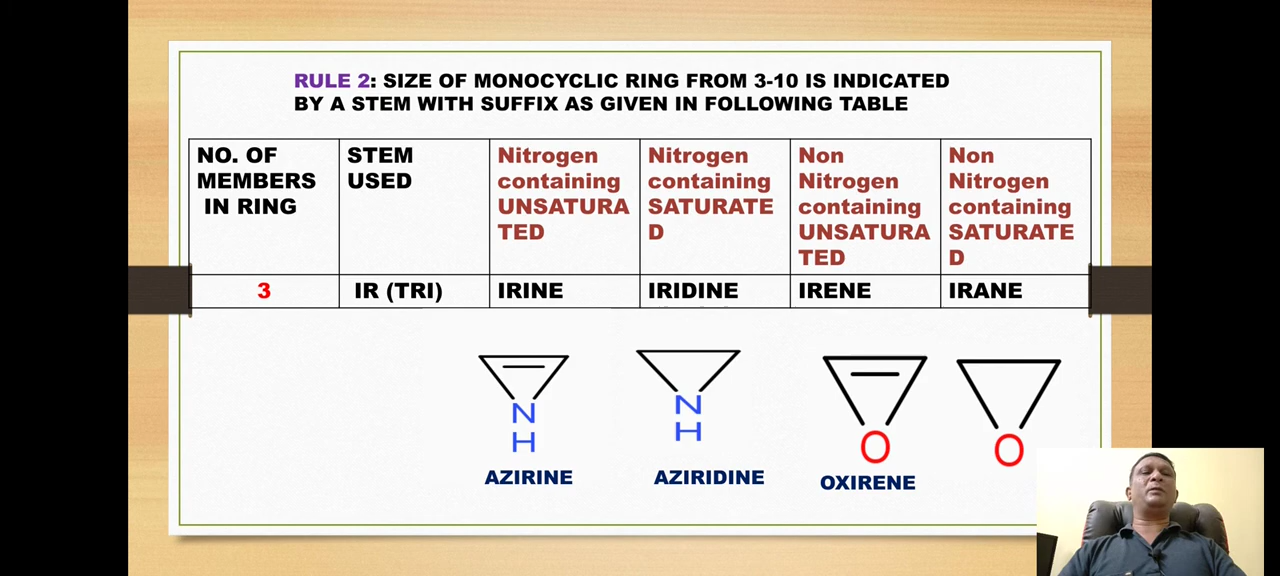 RULE 2: SIZE OF MONOCYCLIC RING FROM 3-10 IS INDICATED
BY A STEM WITH SUFFIX AS GIVEN IN FOLLOWING TABLE
NO. OF
MEMBERS
IN RING
STEM
USED
Nitrogen
containing
UNSATURA
TED
Nitrogen
containing
SATURATE
D
Non
Nitrogen
containing
UNSATURA
TED
Non
Nitrogen
containing
SATURATE
D
3
IR (TRI)
IRINE
IRIDINE
IRENE
IRANE
N
H
AZIRINE
N
H
AZIRIDINE
O
OXIRENE
O